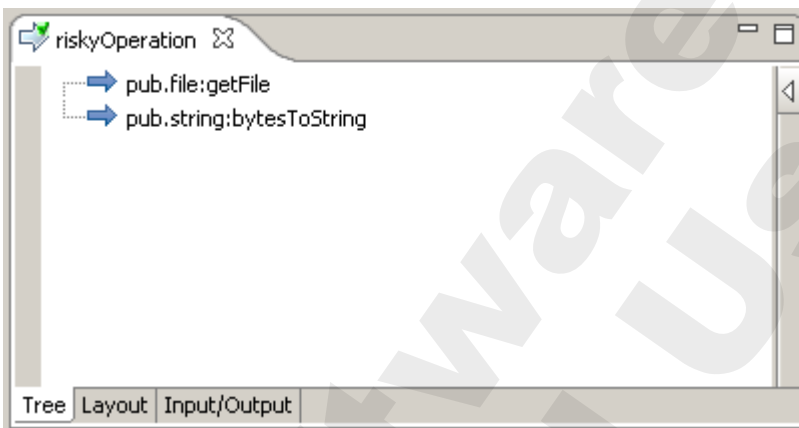 riskyOperation
pub.file:getFile
pub.string:bytesToString
Tree Layout Input/Output